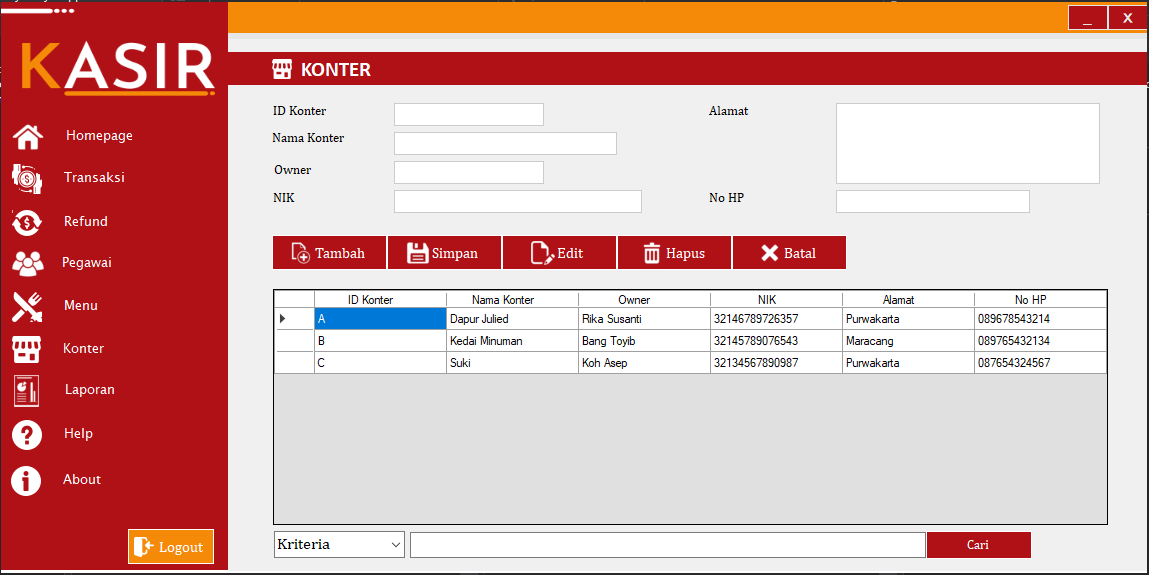 _ X
KASIR
KONTER
Homepage
Transaksi
Refund
Pegawai
Menu
Konter
Laporan
Help
About
Logout
ID Konter
Nama Konter
Owner
NIK
Alamat
No HP
Tambah Simpan Edit Hapus Batal
ID Konter Nama Konter Owner NIK Alamat No HP
A Dapur Julied Rika Susanti 32146789726357 Purwakarta 089678543214
B Kedai Minuman Bang Toyib 32145789076543 Maracang 089765432134
C Suki Koh Asep 32134567890987 Purwakarta 087654324567
Kriteria Cari